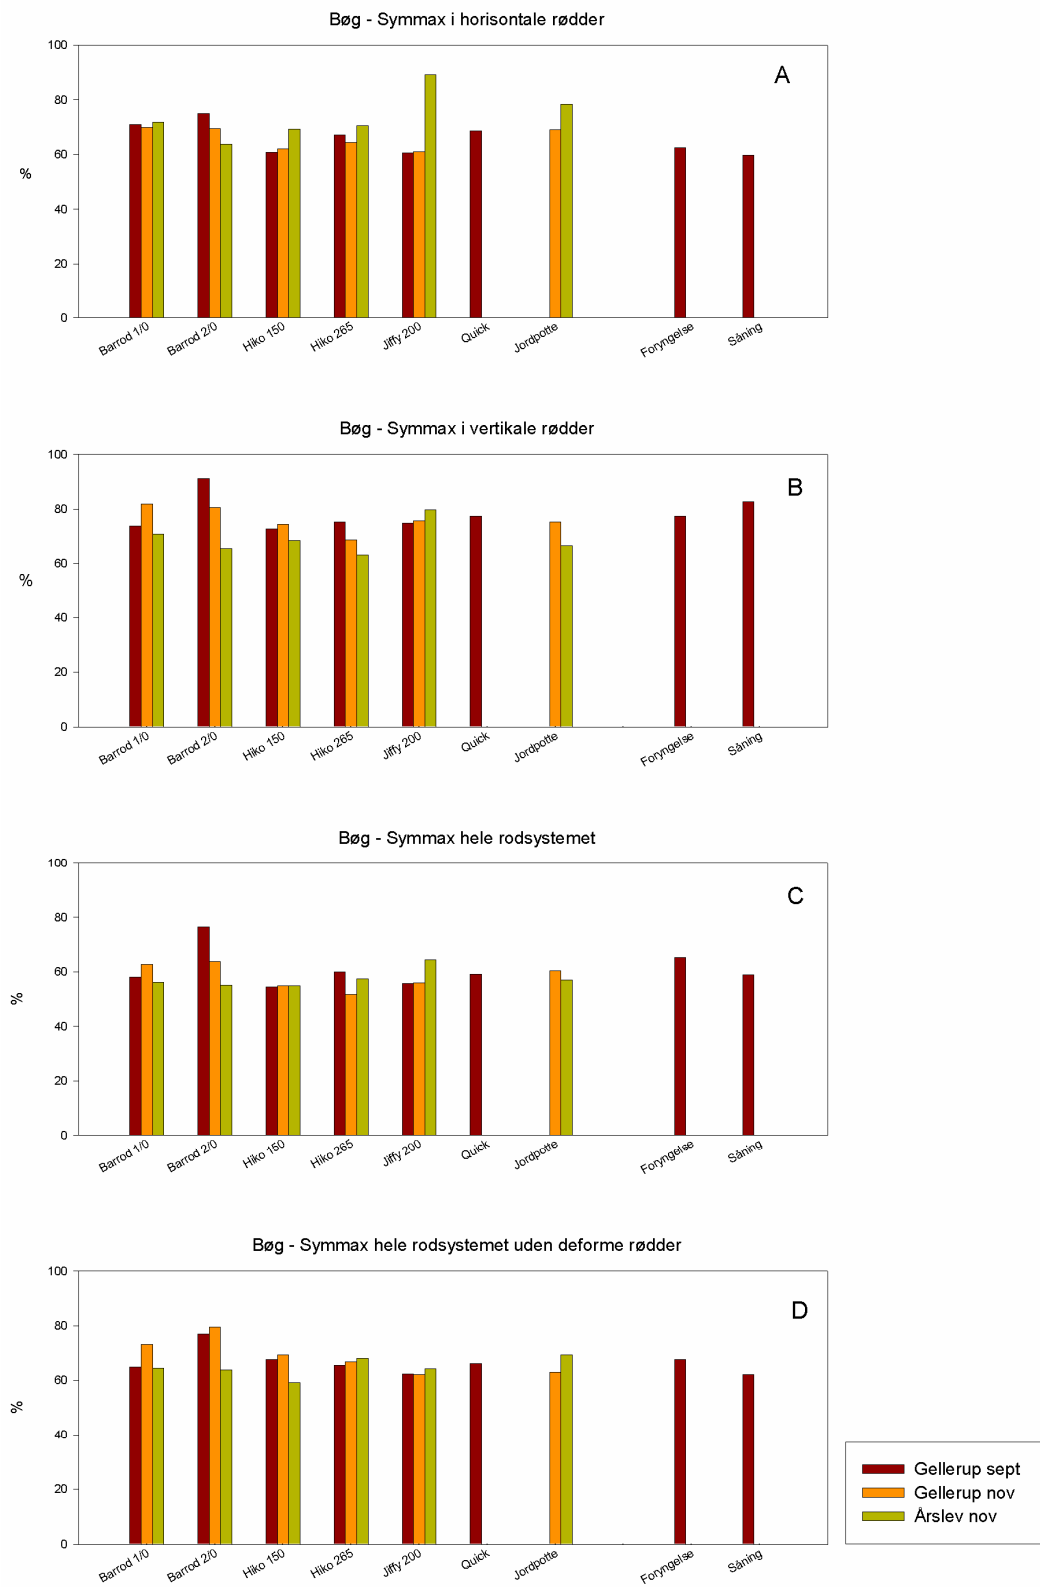 Bøg - Symmax i horisontale rødder
A
100
80
60
40
20
0
%
Barrod 1/0
Barrod 2/0
Hiko 150
Hiko 265
Jiffy 200
Quick
Jordpotte
Foryngelse
Såning
Bøg - Symmax i vertikale rødder
B
100
80
60
40
20
0
%
Barrod 1/0
Barrod 2/0
Hiko 150
Hiko 265
Jiffy 200
Quick
Jordpotte
Foryngelse
Såning
Bøg - Symmax hele rodsystemet
C
100
80
60
40
20
0
%
Barrod 1/0
Barrod 2/0
Hiko 150
Hiko 265
Jiffy 200
Quick
Jordpotte
Foryngelse
Såning
Bøg - Symmax hele rodsystemet uden deforme rødder
D
100
80
60
40
20
0
%
Barrod 1/0
Barrod 2/0
Hiko 150
Hiko 265
Jiffy 200
Quick
Jordpotte
Foryngelse
Såning
Gellerup sept
Gellerup nov
Årslev nov